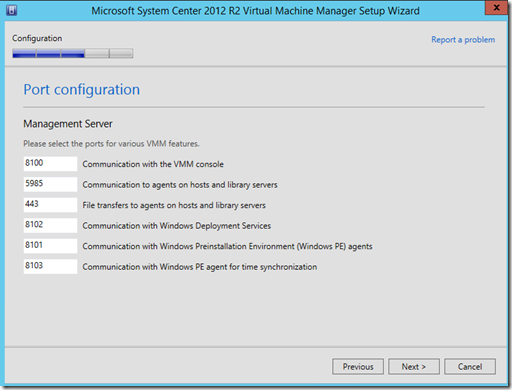 Microsoft System Center 2012 R2 Virtual Machine Manager Setup Wizard
x
Configuration
Report a problem
Port configuration
Management Server
Please select the ports for various VMM features.
8100 Communication with the VMM console
5985 Communication to agents on hosts and library servers
443 File transfers to agents on hosts and library servers
8102 Communication with Windows Deployment Services
8101 Communication with Windows Preinstallation Environment (Windows PE) agents
8103 Communication with Windows PE agent for time synchronization
Previous Next > Cancel